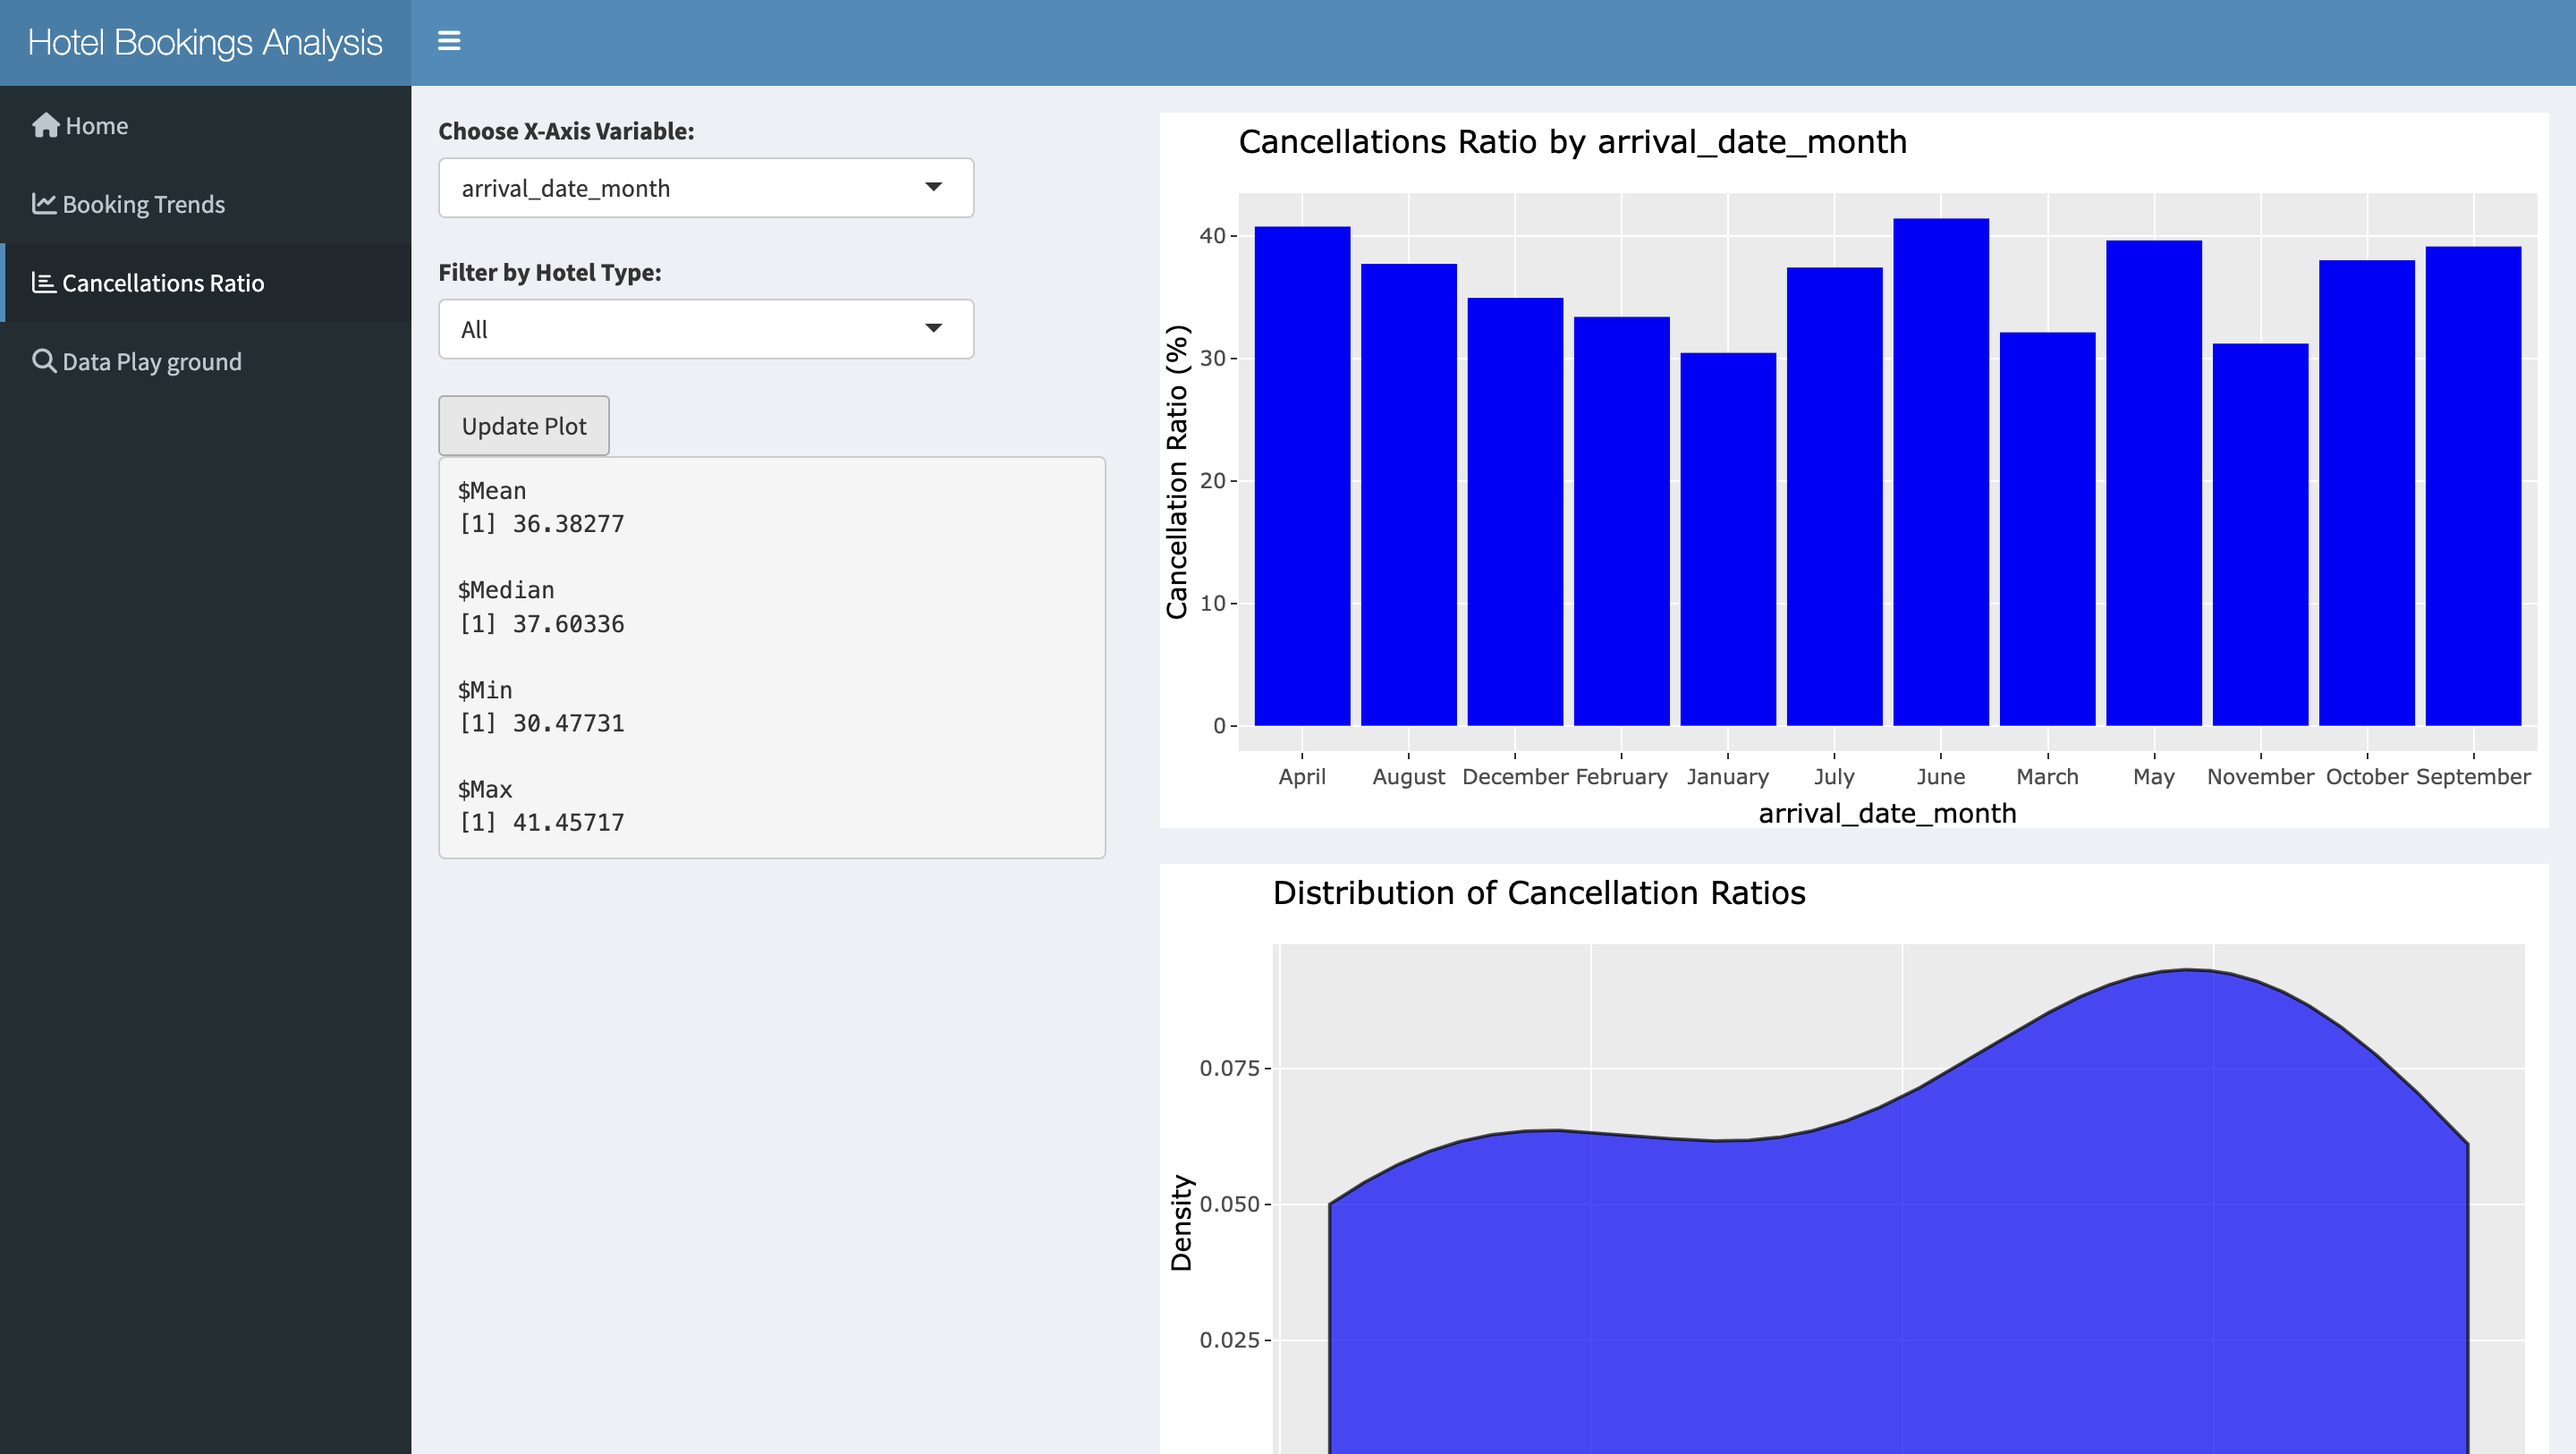 Hotel Bookings Analysis
Home
Booking Trends
Cancellations Ratio
Data Play ground
Choose X-Axis Variable:
arrival_date_month
Filter by Hotel Type:
All
Update Plot
$Mean
[1] 36.38277
$Median
[1] 37.60336
$Min
[1] 30.47731
$Max
[1] 41.45717
Cancellations Ratio by arrival_date_month
Cancellation Ratio (%)
40
30
20
10
0
April August December February January July June March May November October September
arrival_date_month
Distribution of Cancellation Ratios
Density
0.075
0.050
0.025